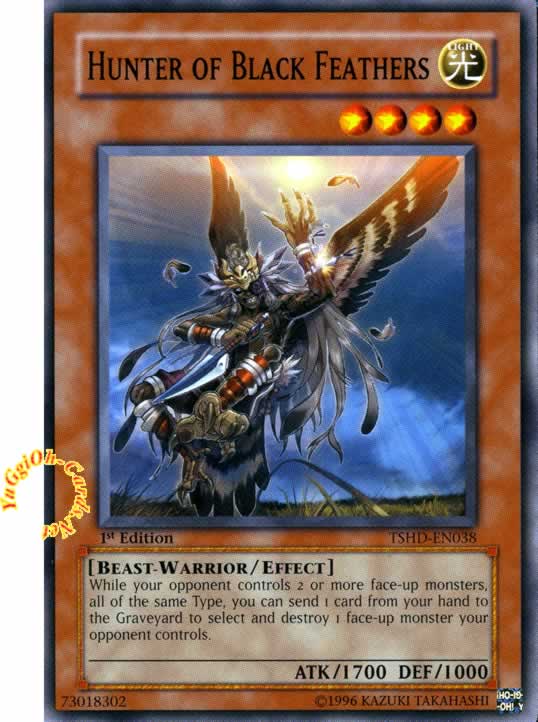 HUNTER OF BLACK FEATHERS
LIGHT
光
1st Edition
TSHD-EN038
[BEAST-WARRIOR/EFFECT]
While your opponent controls 2 or more face-up monsters,
all of the same Type, you can send 1 card from your hand to
the Graveyard to select and destroy 1 face-up monster your
opponent controls.
ATK/1700 DEF/1000
73018302
©1996 KAZUKI TAKAHASHI
YuGgiOh-Cards.Net